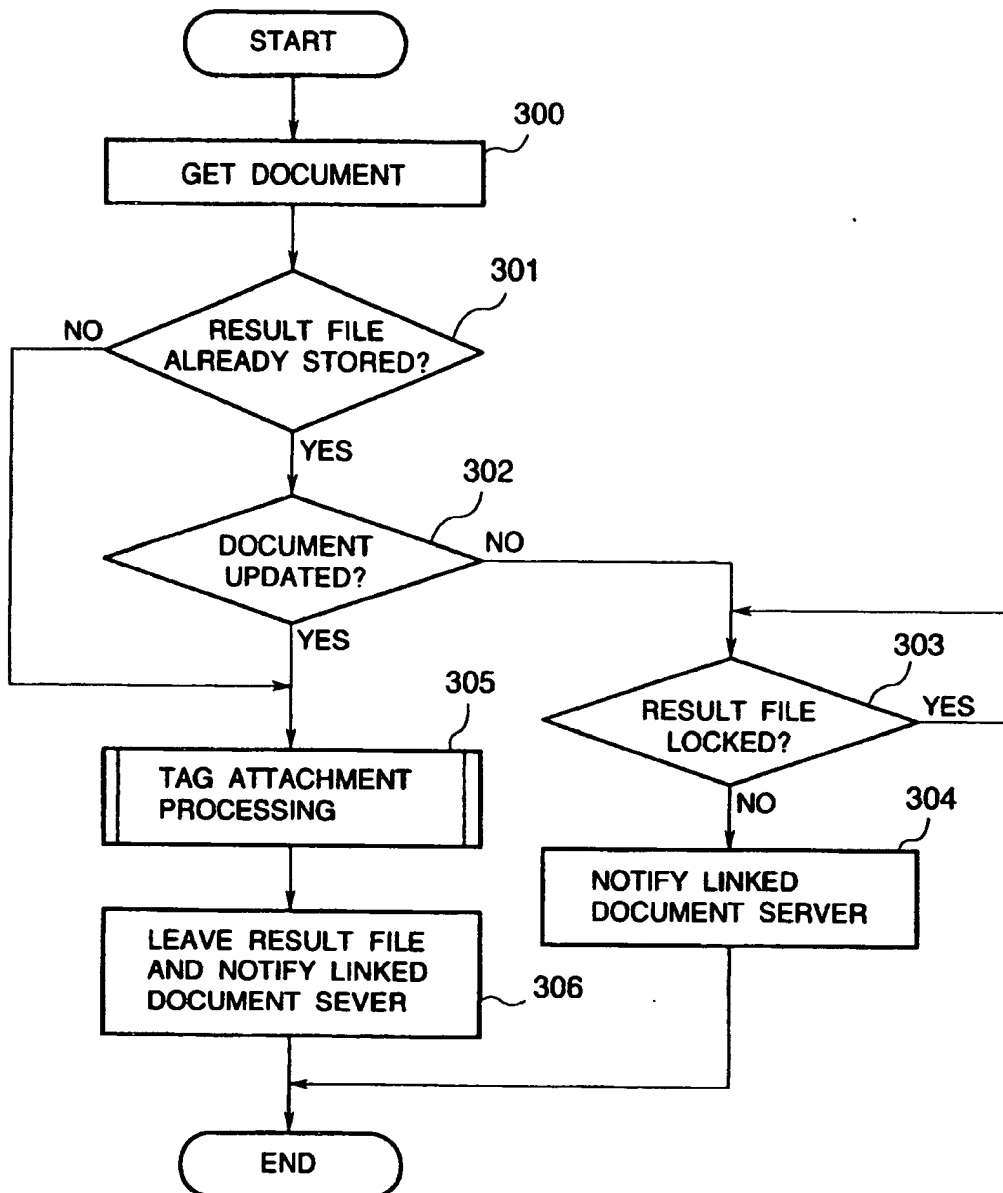 START
300
GET DOCUMENT
301
NO
RESULT FILE
ALREADY STORED?
YES
302
DOCUMENT
UPDATED?
NO
YES
303
RESULT FILE
LOCKED?
YES
NO
305
TAG ATTACHMENT
PROCESSING
304
NOTIFY LINKED
DOCUMENT SERVER
LEAVE RESULT FILE
AND NOTIFY LINKED
DOCUMENT SEVER
306
END